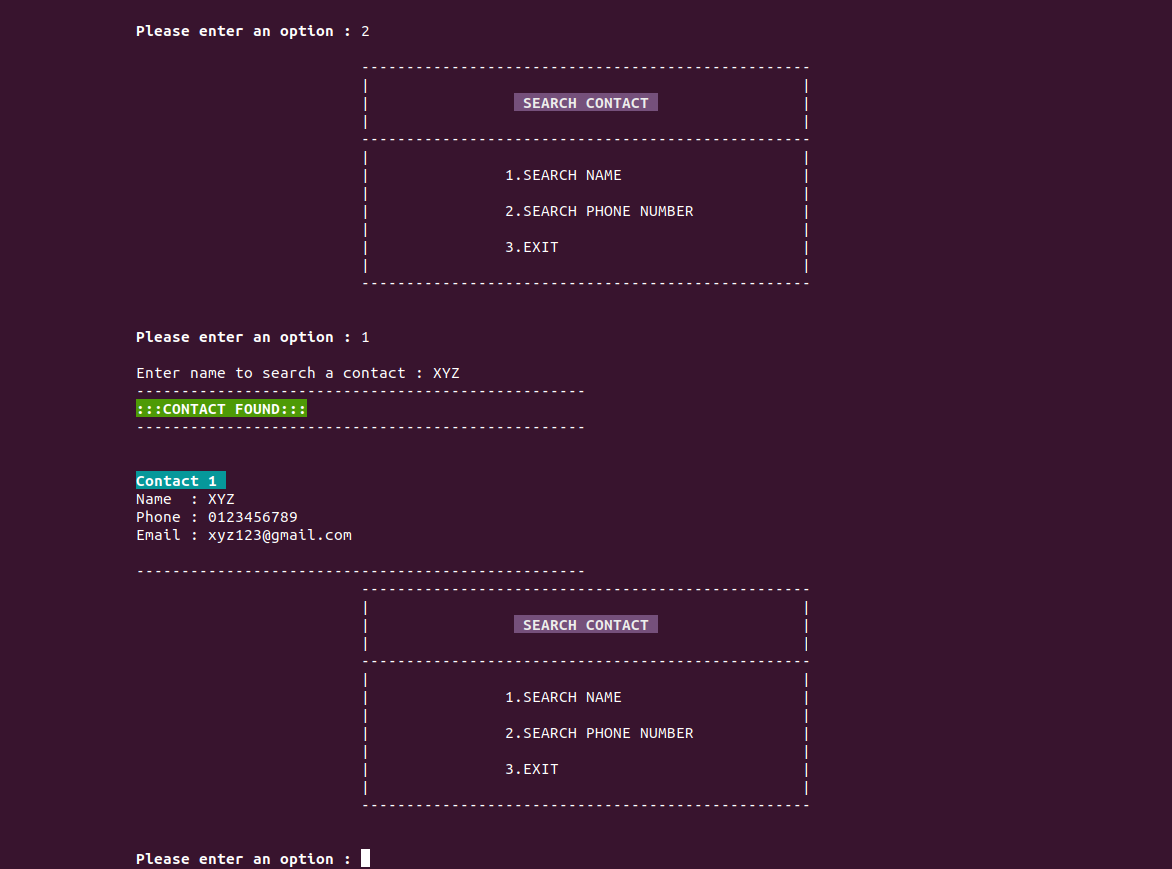 Please enter an option : 2
--------------------------------------------------
|                                                |
|                 SEARCH CONTACT                 |
|                                                |
--------------------------------------------------
|                                                |
|               1.SEARCH NAME                    |
|                                                |
|               2.SEARCH PHONE NUMBER            |
|                                                |
|               3.EXIT                           |
|                                                |
--------------------------------------------------
Please enter an option : 1
Enter name to search a contact : XYZ
--------------------------------------------------
:::CONTACT FOUND:::
--------------------------------------------------
Contact 1
Name  : XYZ
Phone : 0123456789
Email : xyz123@gmail.com
--------------------------------------------------
--------------------------------------------------
|                                                |
|                 SEARCH CONTACT                 |
|                                                |
--------------------------------------------------
|                                                |
|               1.SEARCH NAME                    |
|                                                |
|               2.SEARCH PHONE NUMBER            |
|                                                |
|               3.EXIT                           |
|                                                |
--------------------------------------------------
Please enter an option :